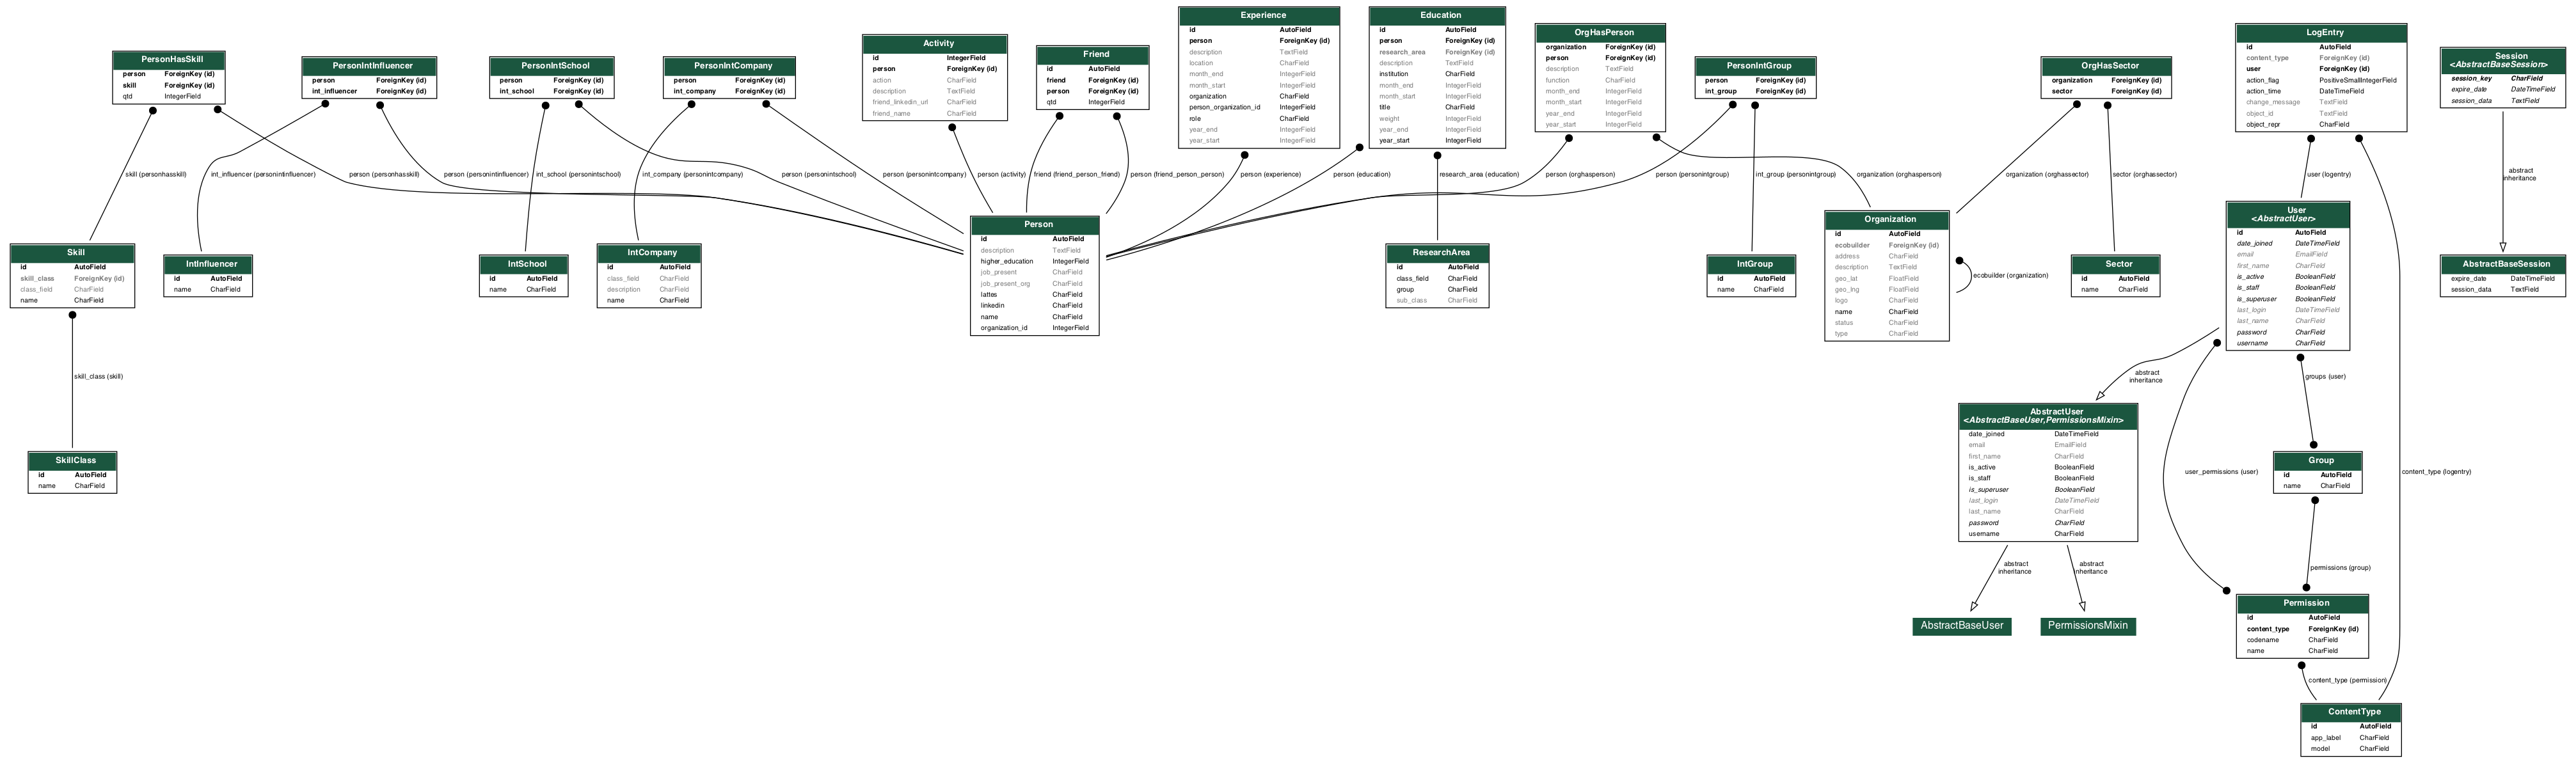 PersonHasSkill
person ForeignKey (id)
skill ForeignKey (id)
qtd IntegerField
PersonIntInfluencer
person ForeignKey (id)
int_influencer ForeignKey (id)
PersonIntSchool
person ForeignKey (id)
int_school ForeignKey (id)
PersonIntCompany
person ForeignKey (id)
int_company ForeignKey (id)
Activity
id IntegerField
person ForeignKey (id)
action CharField
description TextField
friend_linkedin_url CharField
friend_name CharField
Friend
id AutoField
friend ForeignKey (id)
person ForeignKey (id)
qtd IntegerField
Experience
id AutoField
person ForeignKey (id)
description TextField
location CharField
month_end IntegerField
month_start IntegerField
organization CharField
person_organization_id IntegerField
role CharField
year_end IntegerField
year_start IntegerField
Education
id AutoField
person ForeignKey (id)
research_area ForeignKey (id)
description TextField
institution CharField
month_end IntegerField
month_start IntegerField
title CharField
weight IntegerField
year_end IntegerField
year_start IntegerField
OrgHasPerson
organization ForeignKey (id)
person ForeignKey (id)
description TextField
function CharField
month_end IntegerField
month_start IntegerField
year_end IntegerField
year_start IntegerField
PersonIntGroup
person ForeignKey (id)
int_group ForeignKey (id)
OrgHasSector
organization ForeignKey (id)
sector ForeignKey (id)
LogEntry
id AutoField
content_type ForeignKey (id)
user ForeignKey (id)
action_flag PositiveSmallIntegerField
action_time DateTimeField
change_message TextField
object_id TextField
object_repr CharField
Session
<AbstractBaseSession>
session_key CharField
expire_date DateTimeField
session_data TextField
skill (personhasskill)
int_influencer (personintinfluencer)
person (personhasskill)
person (personintinfluencer)
int_school (personintschool)
int_company (personintcompany)
person (personintschool)
person (personintcompany)
person (activity)
friend (friend_person_friend)
person (friend_person_person)
person (experience)
person (education)
research_area (education)
person (orghasperson)
person (personintgroup)
int_group (personintgroup)
organization (orghasperson)
organization (orghassector)
sector (orghassector)
user (logentry)
abstract
inheritance
Skill
id AutoField
skill_class ForeignKey (id)
class_field CharField
name CharField
IntInfluencer
id AutoField
name CharField
IntSchool
id AutoField
name CharField
IntCompany
id AutoField
class_field CharField
description CharField
name CharField
Person
id AutoField
description TextField
higher_education IntegerField
job_present CharField
job_present_org CharField
lattes CharField
linkedin CharField
name CharField
organization_id IntegerField
ResearchArea
id AutoField
class_field CharField
group CharField
sub_class CharField
IntGroup
id AutoField
name CharField
Organization
id AutoField
ecobuilder ForeignKey (id)
address CharField
description TextField
geo_lat FloatField
geo_lng FloatField
logo CharField
name CharField
status CharField
type CharField
ecobuilder (organization)
Sector
id AutoField
name CharField
User
<AbstractUser>
id AutoField
date_joined DateTimeField
email EmailField
first_name CharField
is_active BooleanField
is_staff BooleanField
is_superuser BooleanField
last_login DateTimeField
last_name CharField
password CharField
username CharField
AbstractBaseSession
expire_date DateTimeField
session_data TextField
skill_class (skill)
abstract
inheritance
groups (user)
SkillClass
id AutoField
name CharField
AbstractUser
<AbstractBaseUser,PermissionsMixin>
date_joined DateTimeField
email EmailField
first_name CharField
is_active BooleanField
is_staff BooleanField
is_superuser BooleanField
last_login DateTimeField
last_name CharField
password CharField
username CharField
user_permissions (user)
Group
id AutoField
name CharField
content_type (logentry)
abstract
inheritance
abstract
inheritance
permissions (group)
AbstractBaseUser
PermissionsMixin
Permission
id AutoField
content_type ForeignKey (id)
codename CharField
name CharField
content_type (permission)
ContentType
id AutoField
app_label CharField
model CharField